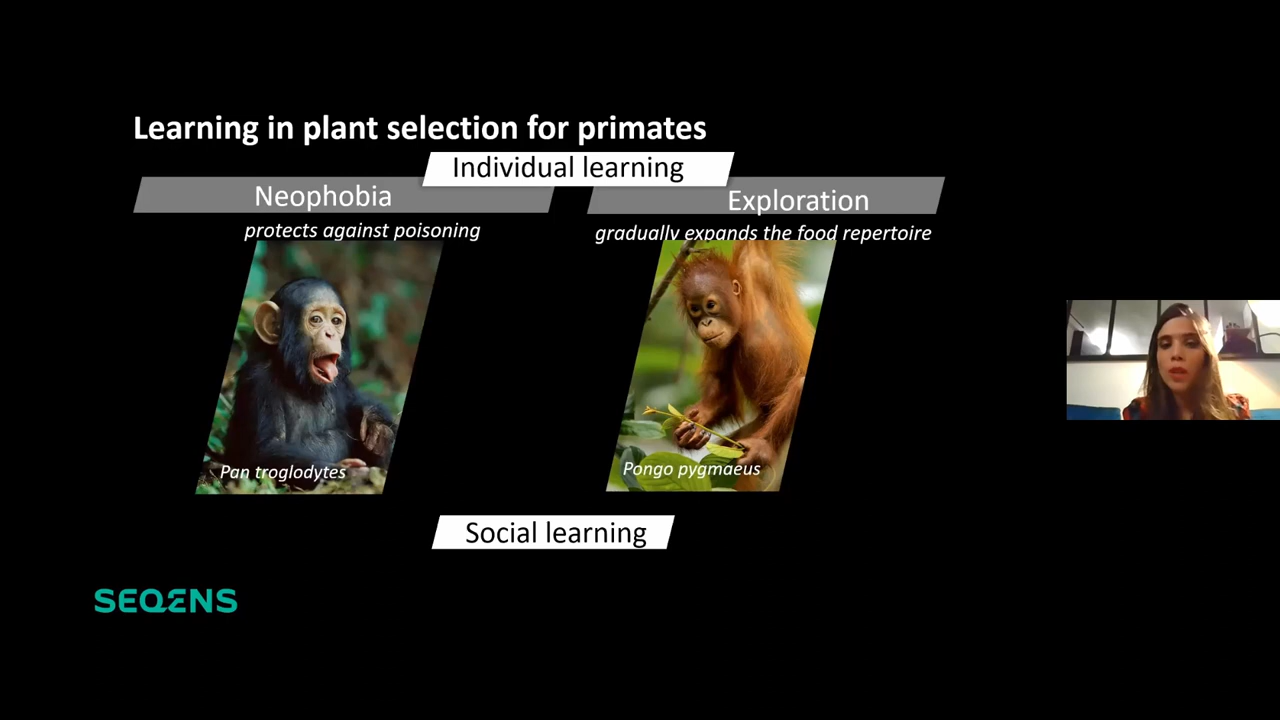 Learning in plant selection for primates
Individual learning
Neophobia
Exploration
protects against poisoning
gradually expands the food repertoire
Pan troglodytes
Pongo pygmaeus
Social learning
SEQENS